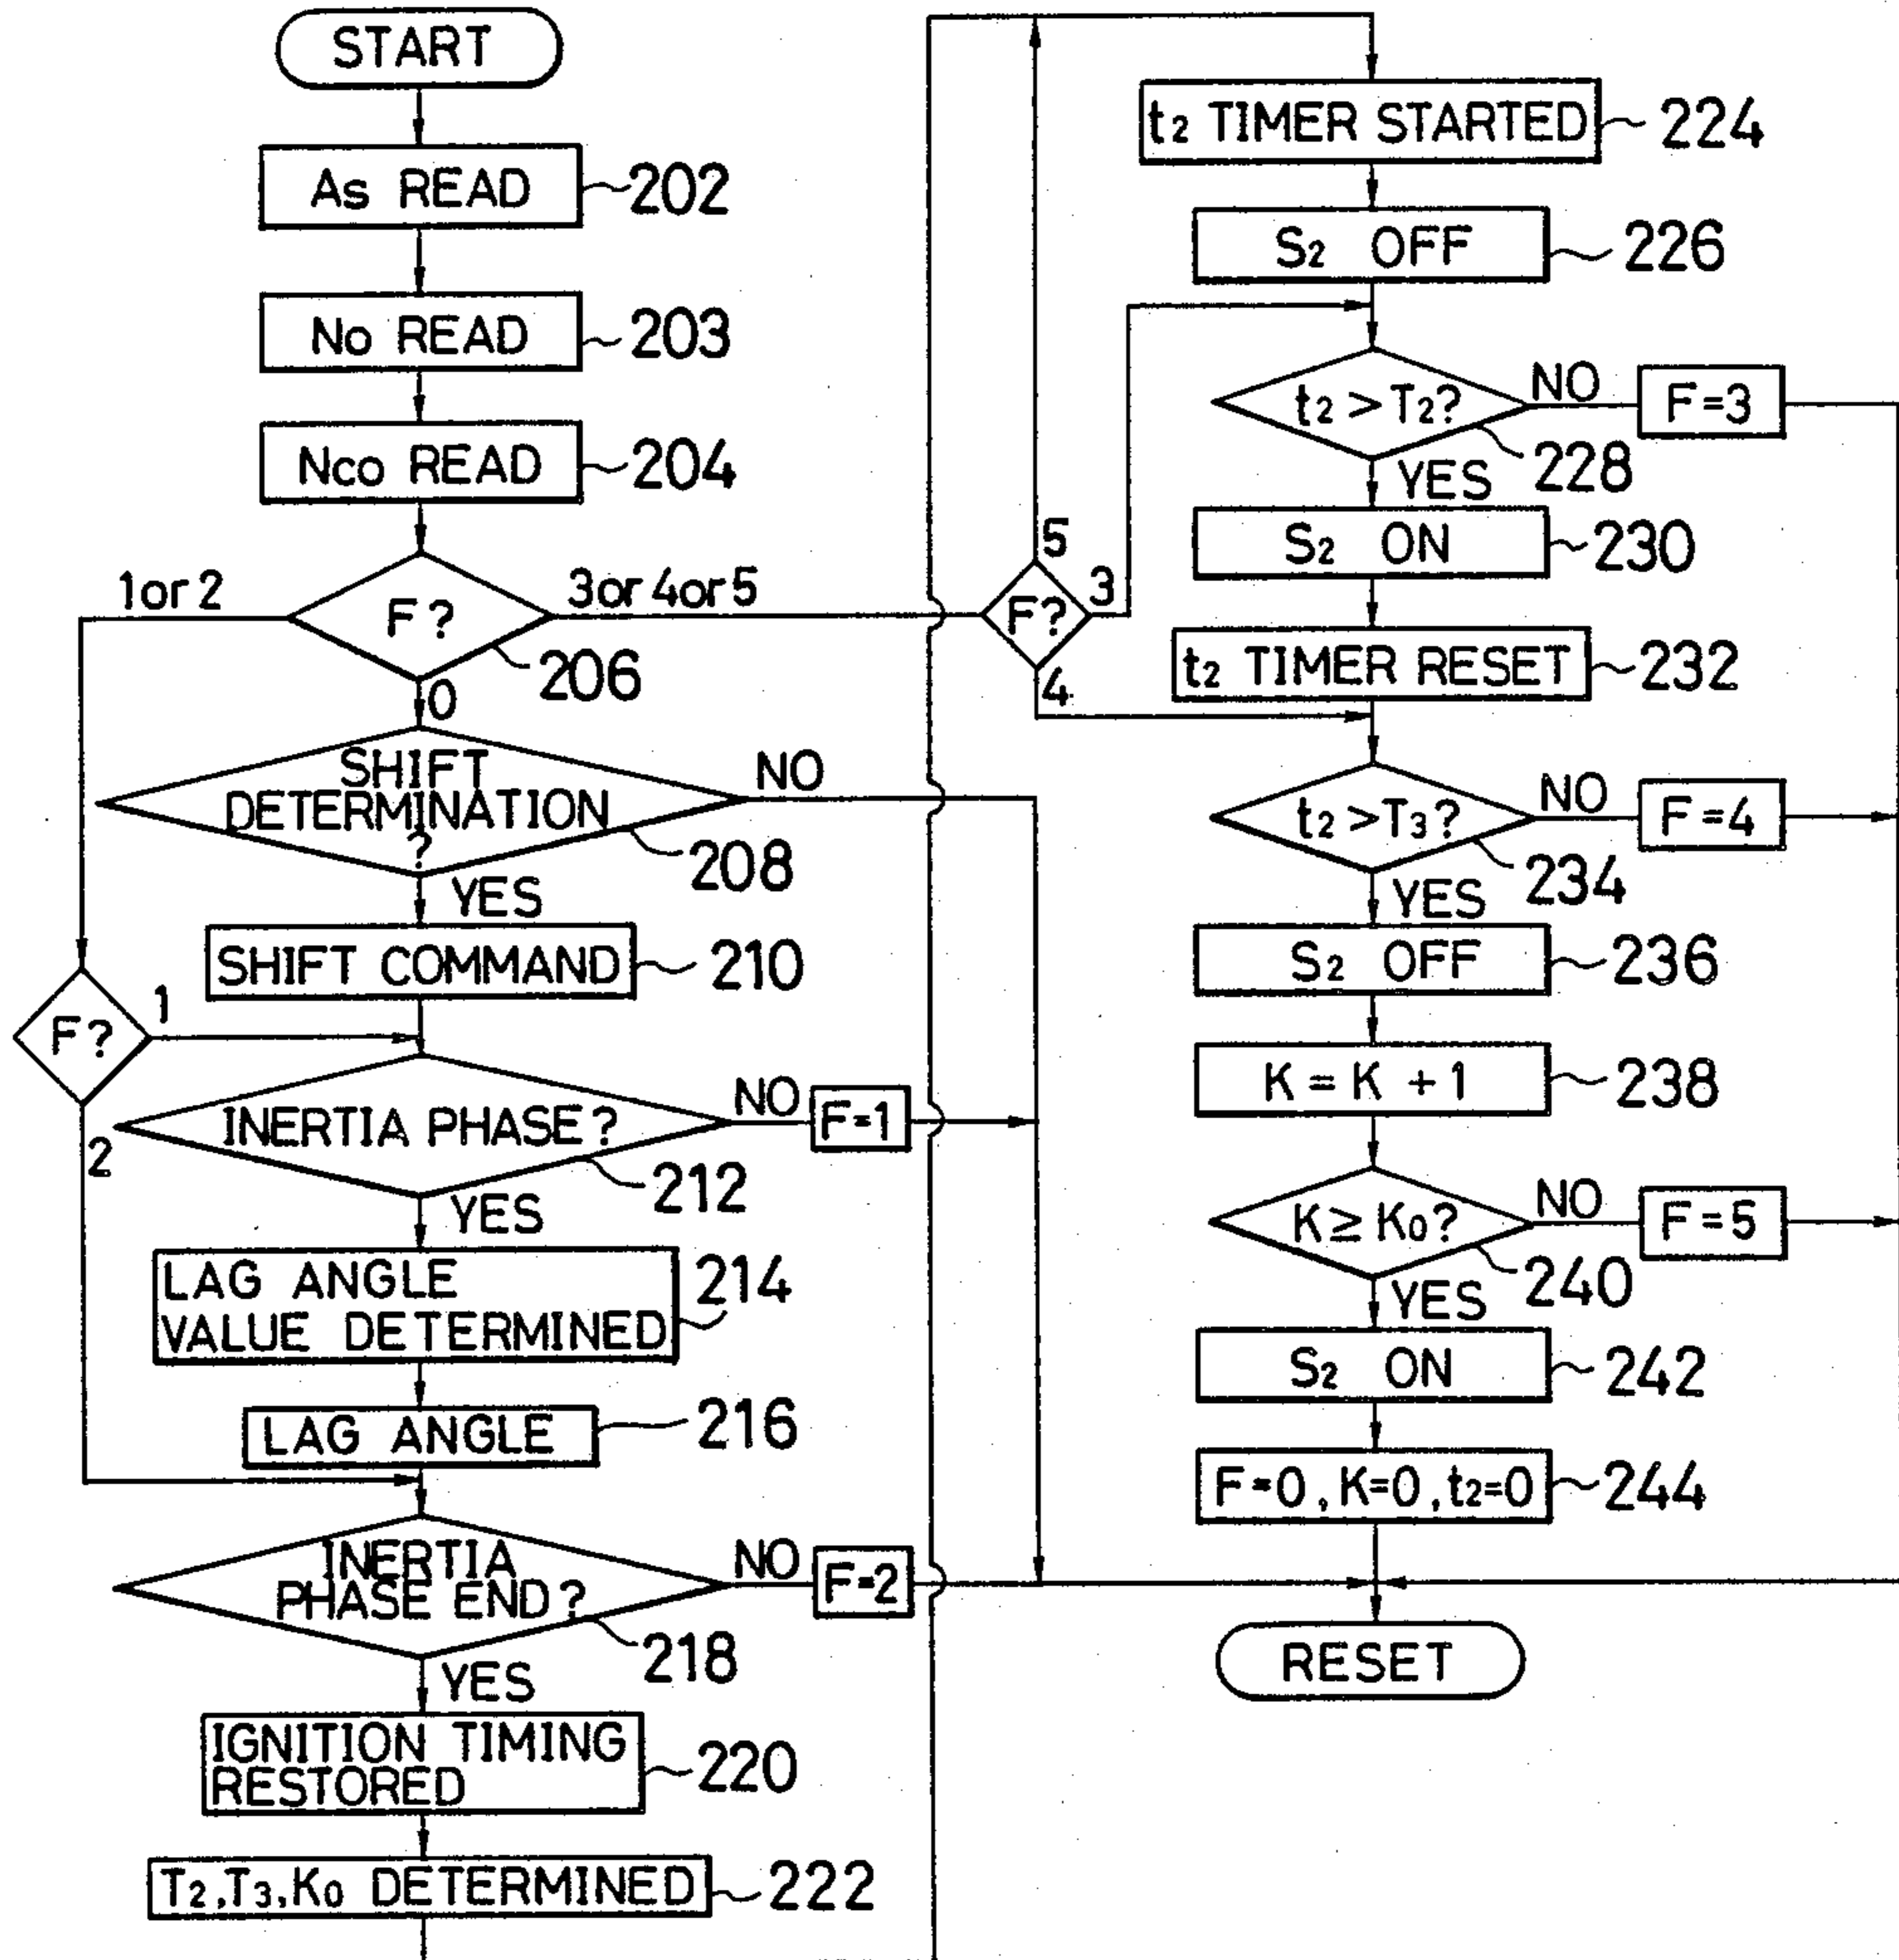 START
As READ
202
No READ
203
Nco READ
204
F?
206
1or 2
3or 4or 5
0
SHIFT
DETERMINATION
?
NO
208
YES
SHIFT COMMAND
210
F?
1
2
INERTIA PHASE?
NO
F=1
212
YES
LAG ANGLE
VALUE DETERMINED
214
LAG ANGLE
216
INERTIA
PHASE END?
NO
F=2
218
YES
IGNITION TIMING
RESTORED
220
T2,T3,K0 DETERMINED
222
F?
5
3
4
t2 TIMER STARTED
224
S2 OFF
226
t2 > T2?
NO
F=3
228
YES
S2 ON
230
t2 TIMER RESET
232
t2 >T3?
NO
F=4
234
YES
S2 OFF
236
K = K + 1
238
K ≥ K0?
NO
F=5
240
YES
S2 ON
242
F=0, K=0, t2=0
244
RESET